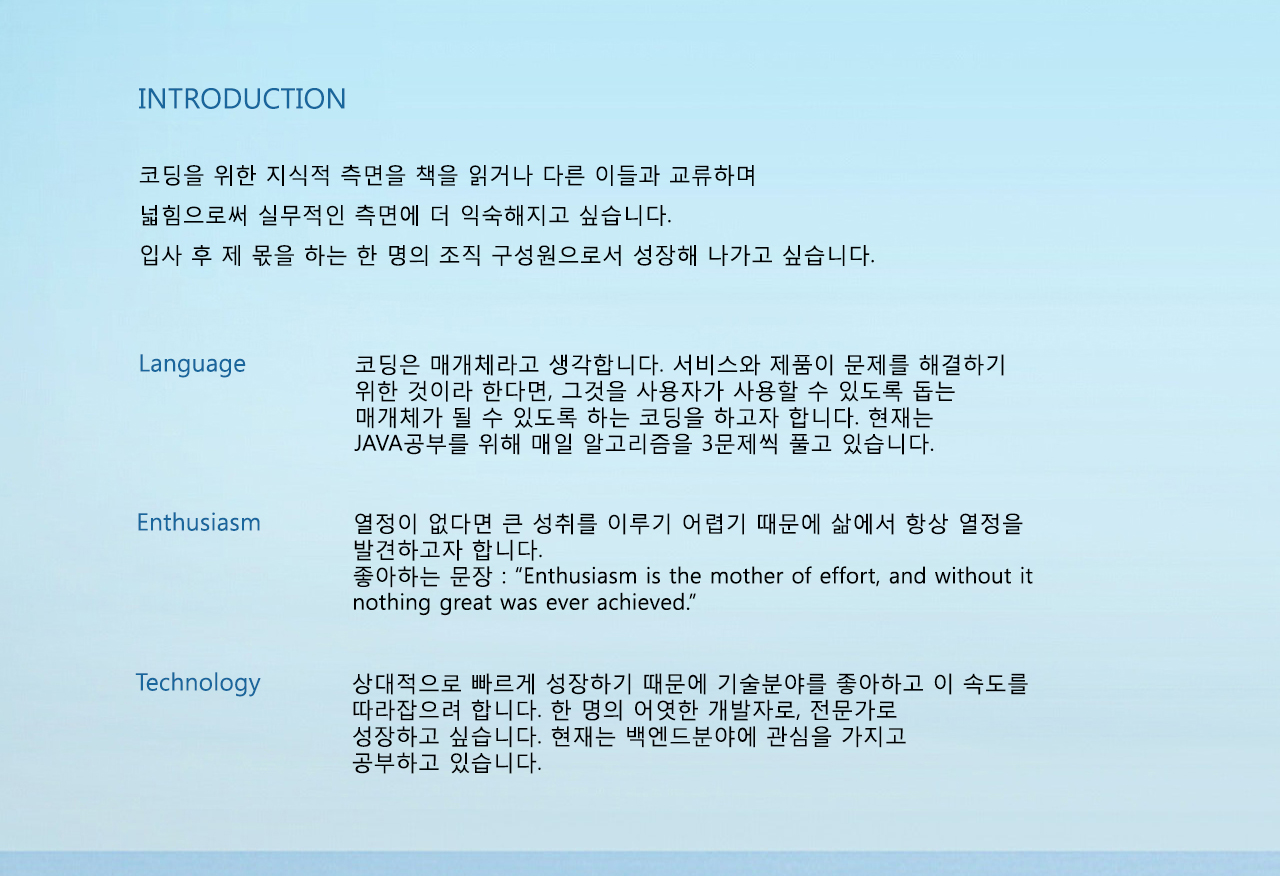 INTRODUCTION
코딩을 위한 지식적 측면을 책을 읽거나 다른 이들과 교류하며
넓힘으로써 실무적인 측면에 더 익숙해지고 싶습니다.
입사 후 제 몫을 하는 한 명의 조직 구성원으로서 성장해 나가고 싶습니다.
Language
코딩은 매개체라고 생각합니다. 서비스와 제품이 문제를 해결하기
위한 것이라 한다면, 그것을 사용자가 사용할 수 있도록 돕는
매개체가 될 수 있도록 하는 코딩을 하고자 합니다. 현재는
JAVA공부를 위해 매일 알고리즘을 3문제씩 풀고 있습니다.
Enthusiasm
열정이 없다면 큰 성취를 이루기 어렵기 때문에 삶에서 항상 열정을
발견하고자 합니다.
좋아하는 문장 : “Enthusiasm is the mother of effort, and without it
nothing great was ever achieved.”
Technology
상대적으로 빠르게 성장하기 때문에 기술분야를 좋아하고 이 속도를
따라잡으려 합니다. 한 명의 어엿한 개발자로, 전문가로
성장하고 싶습니다. 현재는 백엔드분야에 관심을 가지고
공부하고 있습니다.